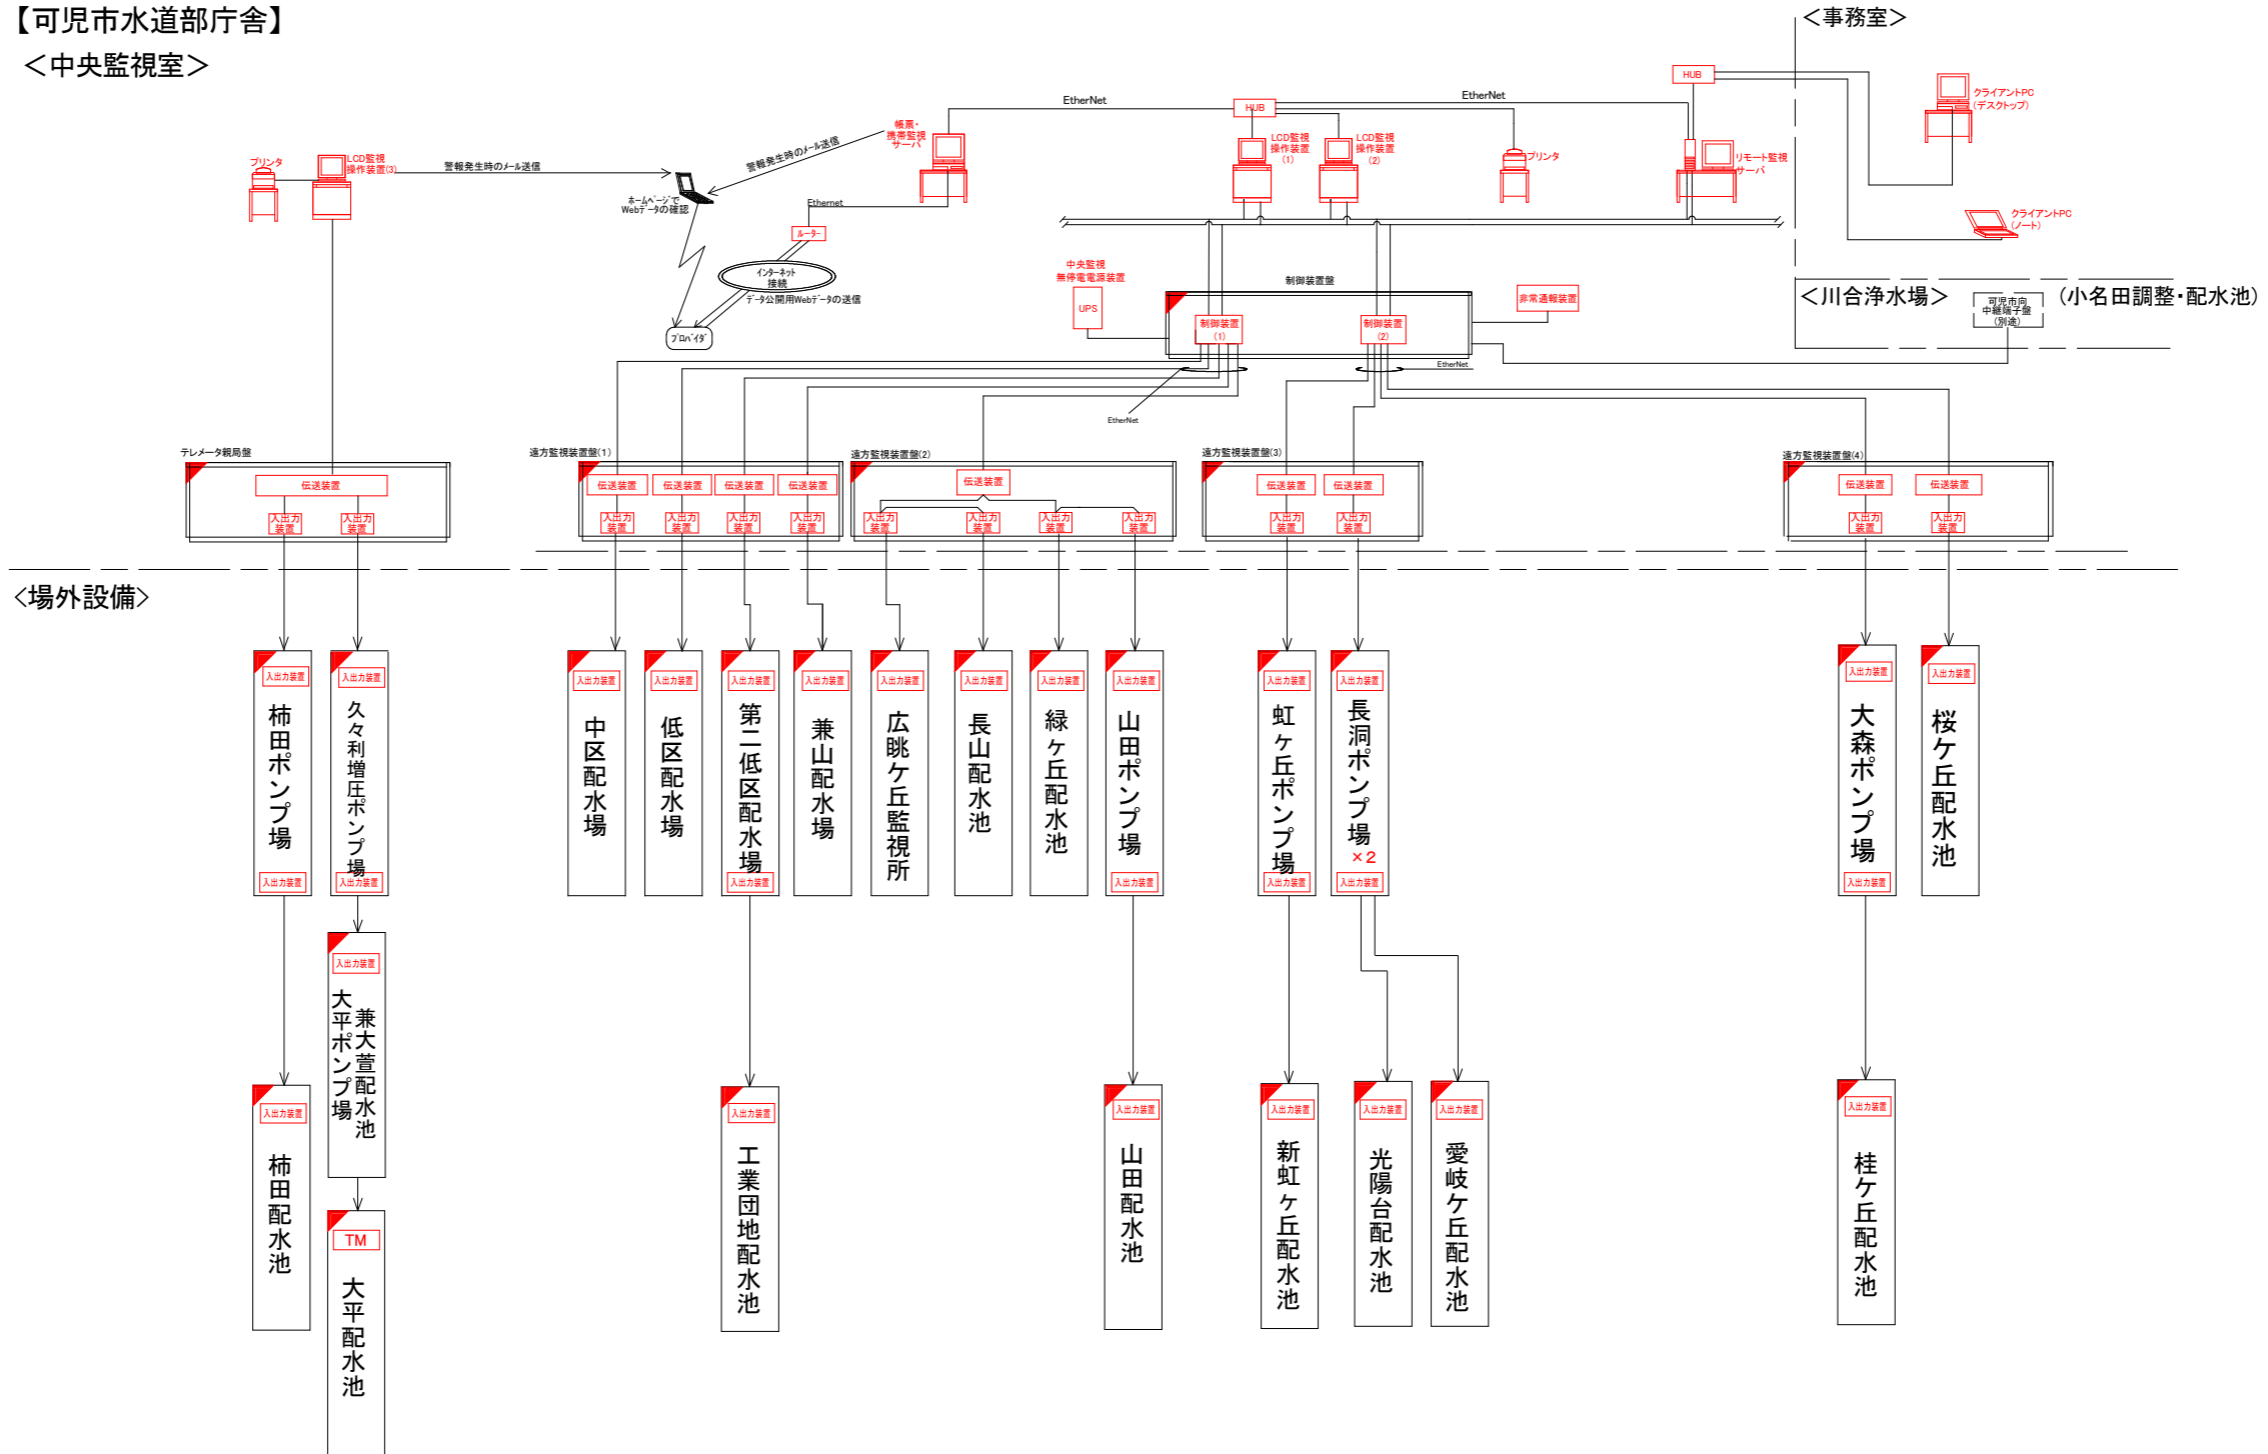 【可児市水道部庁舎】
＜中央監視室＞
＜事務室＞
HUB
クライアントPC
(デスクトップ)
EtherNet
HUB
EtherNet
帳票・
携帯監視
サーバ
警報発生時のメール送信
LCD監視
操作装置
(1)
LCD監視
操作装置
(2)
プリンタ
リモート監視
サーバ
プリンタ
LCD監視
操作装置(3)
警報発生時のメール送信
ホームページで
Webデータの確認
Ethernet
ルーター
クライアントPC
(ノート)
インターネット
接続
データ公開用Webデータの送信
プロバイダ
中央監視
無停電電源装置
UPS
制御装置盤
制御装置
(1)
制御装置
(2)
非常通報装置
＜川合浄水場＞
可児市向
中継端子盤
(別途)
(小名田調整・配水池)
EtherNet
EtherNet
テレメータ親局盤
伝送装置
入出力
装置
入出力
装置
遠方監視装置盤(1)
伝送装置
伝送装置
伝送装置
伝送装置
入出力
装置
入出力
装置
入出力
装置
入出力
装置
遠方監視装置盤(2)
伝送装置
入出力
装置
入出力
装置
入出力
装置
入出力
装置
遠方監視装置盤(3)
伝送装置
伝送装置
入出力
装置
入出力
装置
遠方監視装置盤(4)
伝送装置
伝送装置
入出力
装置
入出力
装置
＜場外設備＞
入出力装置
柿田ポンプ場
入出力装置
入出力装置
久々利増圧ポンプ場
入出力装置
入出力装置
中区配水場
入出力装置
低区配水場
入出力装置
第二低区配水場
入出力装置
入出力装置
兼山配水場
入出力装置
広眺ケ丘監視所
入出力装置
長山配水池
入出力装置
緑ヶ丘配水池
入出力装置
山田ポンプ場
入出力装置
入出力装置
虹ヶ丘ポンプ場
入出力装置
入出力装置
長洞ポンプ場
×2
入出力装置
入出力装置
大森ポンプ場
入出力装置
入出力装置
桜ケ丘配水池
入出力装置
大平ポンプ場
兼大萱配水池
入出力装置
柿田配水池
TM
大平配水池
入出力装置
工業団地配水池
入出力装置
山田配水池
入出力装置
新虹ヶ丘配水池
入出力装置
光陽台配水池
入出力装置
愛岐ケ丘配水池
入出力装置
桂ケ丘配水池